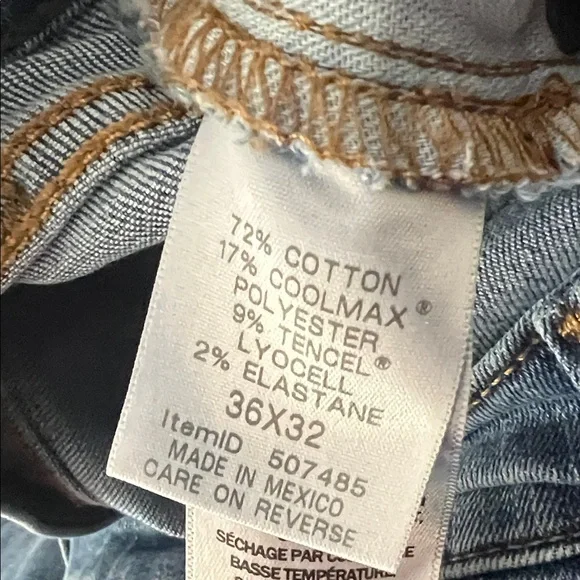 72% COTTON
17% COOLMAX®
POLYESTER
9% TENCEL®
LYOCELL
2% ELASTANE
36X32
ItemID 507485
MADE IN MEXICO
CARE ON REVERSE
SÉCHAGE PAR
BASSE TEMPÉRATURE